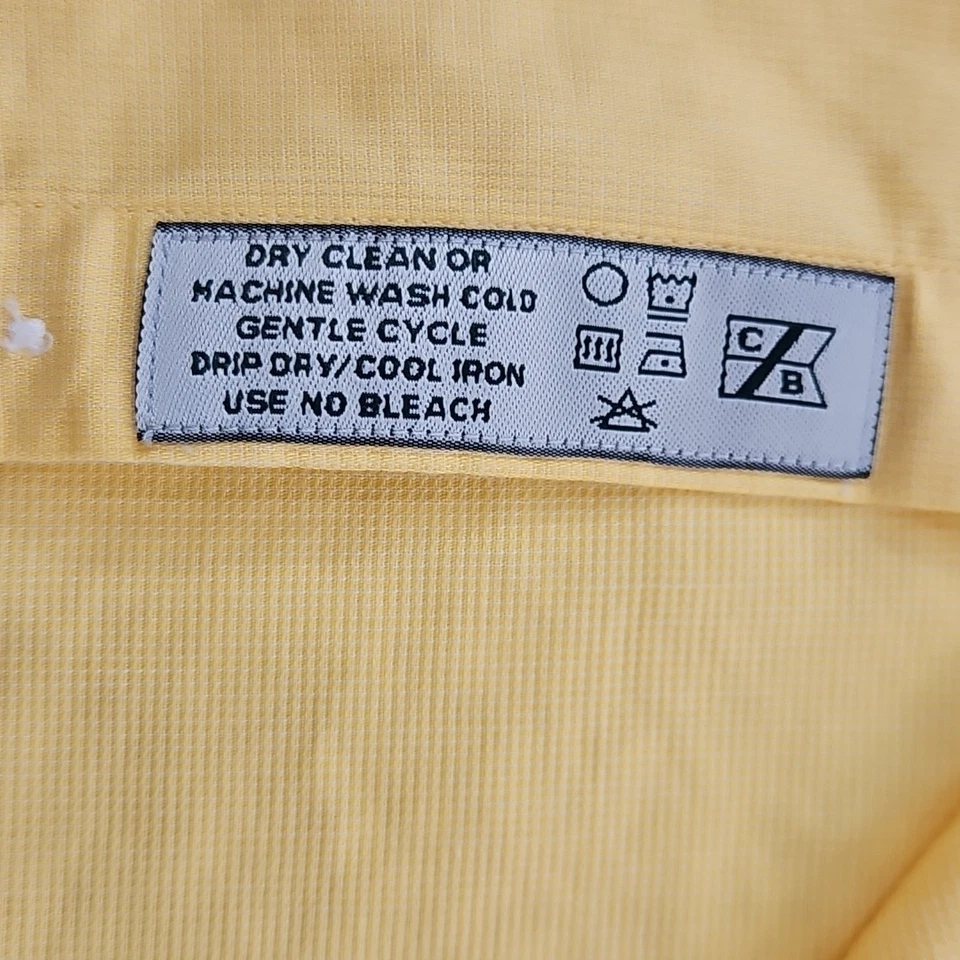 DRY CLEAN OR
MACHINE WASH COLD
GENTLE CYCLE
DRIP DRY/COOL IRON
USE NO BLEACH
C
B